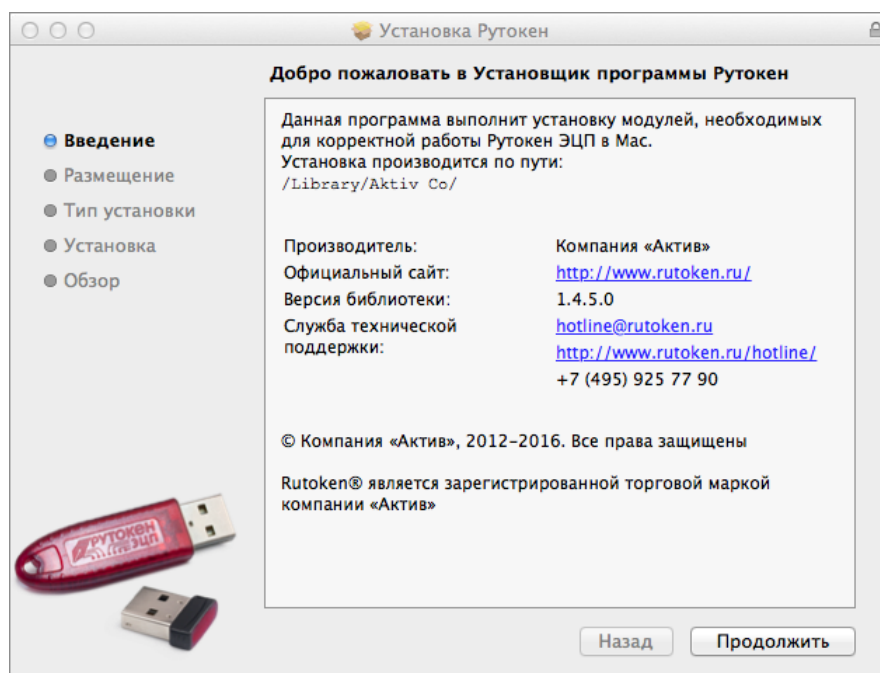 Установка Рутокен
Добро пожаловать в Установщик программы Рутокен
Введение
Размещение
Тип установки
Установка
Обзор
Данная программа выполнит установку модулей, необходимых
для корректной работы Рутокен ЭЦП в Мас.
Установка производится по пути:
/Library/Aktiv Co/
Производитель: Компания «Актив»
Официальный сайт: http://www.rutoken.ru/
Версия библиотеки: 1.4.5.0
Служба технической hotline@rutoken.ru
поддержки: http://www.rutoken.ru/hotline/
+7 (495) 925 77 90
© Компания «Актив», 2012–2016. Все права защищены
Rutoken® является зарегистрированной торговой маркой
компании «Актив»
РУТОКЕН
ЭЦП
Назад
Продолжить